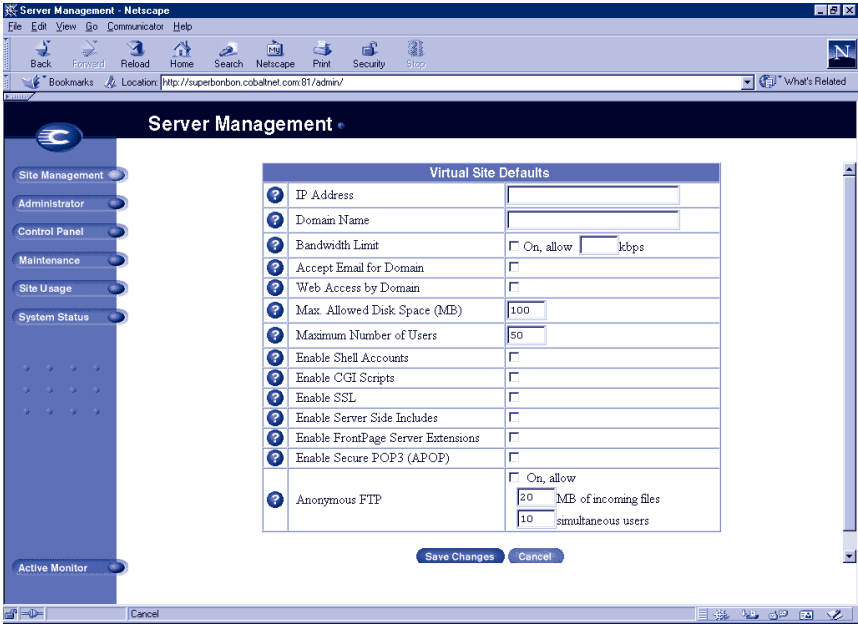 Server Management - Netscape
File Edit View Go Communicator Help
Back Forward Reload Home Search Netscape Print Security Stop
My
N
Bookmarks Location: http://superbonbon.cobaltnet.com:81/admin/ What's Related
Server Management
C
Site Management
Administrator
Control Panel
Maintenance
Site Usage
System Status
Active Monitor
Virtual Site Defaults
? IP Address
? Domain Name
? Bandwidth Limit On, allow kbps
? Accept Email for Domain
? Web Access by Domain
? Max. Allowed Disk Space (MB) 100
? Maximum Number of Users 50
? Enable Shell Accounts
? Enable CGI Scripts
? Enable SSL
? Enable Server Side Includes
? Enable FrontPage Server Extensions
? Enable Secure POP3 (APOP)
? Anonymous FTP On, allow
20 MB of incoming files
10 simultaneous users
Save Changes Cancel
Cancel